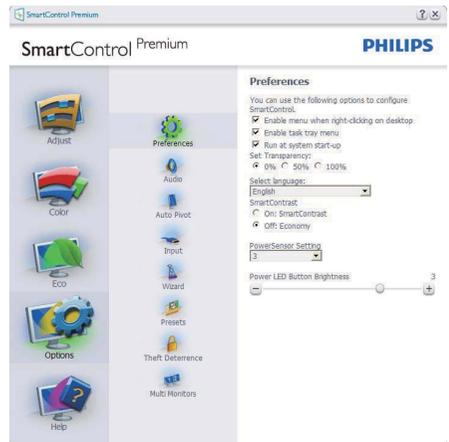 SmartControl Premium
SmartControl Premium
PHILIPS
Adjust
Color
Eco
Options
Help
Preferences
Audio
Auto Pivot
Input
Wizard
Presets
Theft Deterrence
Multi Monitors
Preferences
You can use the following options to configure
SmartControl.
Enable menu when right-clicking on desktop
Enable task tray menu
Run at system start-up
Set Transparency:
0% 50% 100%
Select language:
English
SmartContrast
On: SmartContrast
Off: Economy
PowerSensor Setting
3
Power LED Button Brightness 3